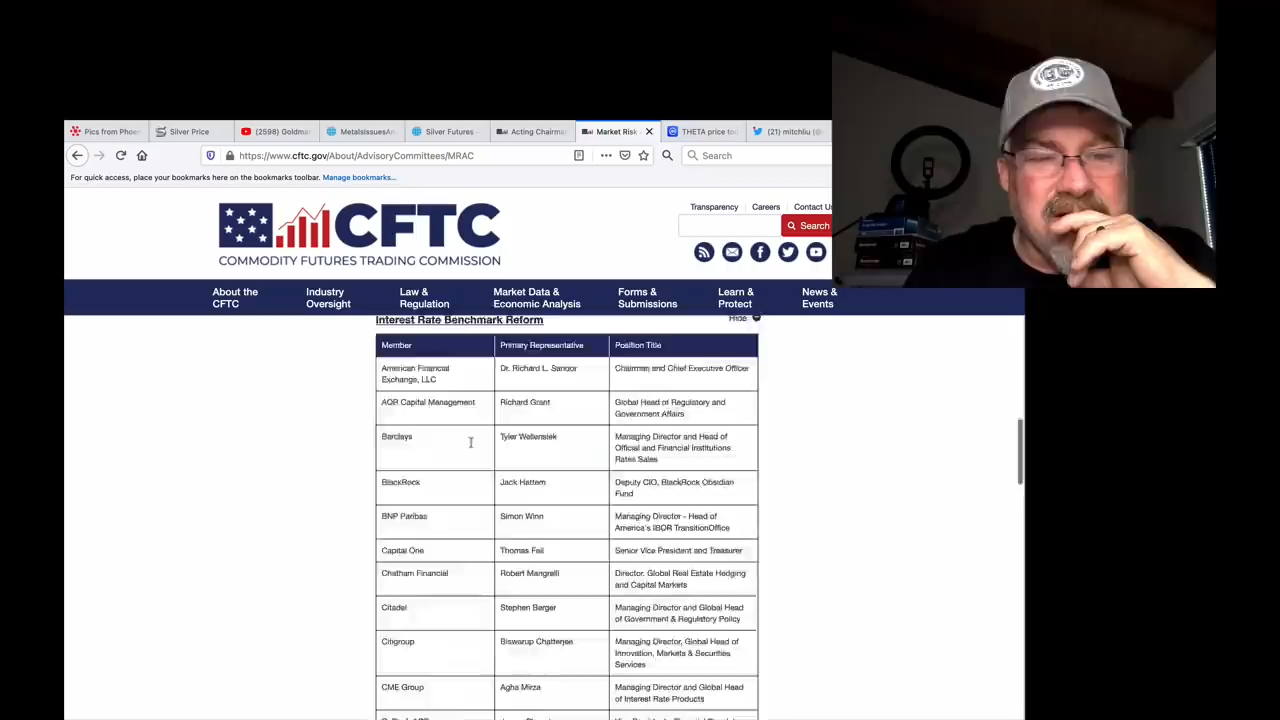 Pics from Phoe
Silver Price
(2598) Goldma
MetalsIssuesAn
Silver Futures -
Acting Chairma
Market Risk
THETA price to
(21) mitchliu (@
https://www.cftc.gov/About/AdvisoryCommittees/MRAC
Search
For quick access, place your bookmarks here on the bookmarks toolbar. Manage bookmarks...
CFTC
COMMODITY FUTURES TRADING COMMISSION
Transparency
Careers
Contact Us
Search
About the
CFTC
Industry
Oversight
Law &
Regulation
Market Data &
Economic Analysis
Forms &
Submissions
Learn &
Protect
News &
Events
Interest Rate Benchmark Reform
Hide
Member
Primary Representative
Position Title
American Financial
Exchange, LLC
Dr. Richard L. Sandor
Chairman and Chief Executive Officer
AQR Capital Management
Richard Grant
Global Head of Regulatory and
Government Affairs
Barclays
Tyler Wellensiek
Managing Director and Head of
Official and Financial Institutions
Rates Sales
BlackRock
Jack Hattem
Deputy CIO, BlackRock Obsidian
Fund
BNP Paribas
Simon Winn
Managing Director - Head of
America's IBOR TransitionOffice
Capital One
Thomas Feil
Senior Vice President and Treasurer
Chatham Financial
Robert Mangrelli
Director, Global Real Estate Hedging
and Capital Markets
Citadel
Stephen Berger
Managing Director and Global Head
of Government & Regulatory Policy
Citigroup
Biswarup Chatterjee
Managing Director, Global Head of
Innovation, Markets & Securities
Services
CME Group
Agha Mirza
Managing Director and Global Head
of Interest Rate Products